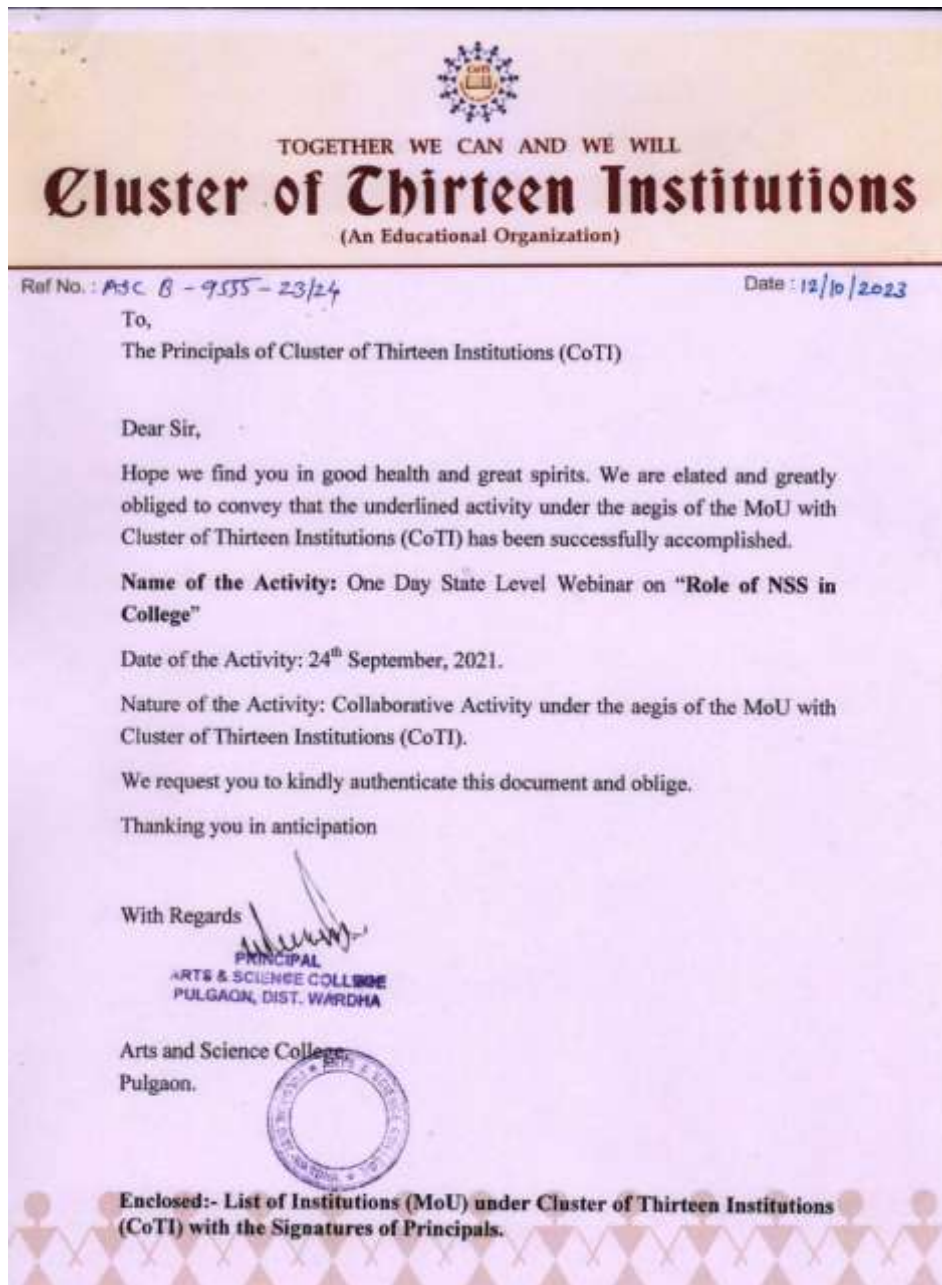 CoTI
TOGETHER WE CAN AND WE WILL
Cluster of Thirteen Institutions
(An Educational Organization)
Ref No. : ASC B - 9555 - 23/24
Date : 12/10/2023
To,
The Principals of Cluster of Thirteen Institutions (CoTI)
Dear Sir,
Hope we find you in good health and great spirits. We are elated and greatly
obliged to convey that the underlined activity under the aegis of the MoU with
Cluster of Thirteen Institutions (CoTI) has been successfully accomplished.
Name of the Activity: One Day State Level Webinar on “Role of NSS in
College”
Date of the Activity: 24th September, 2021.
Nature of the Activity: Collaborative Activity under the aegis of the MoU with
Cluster of Thirteen Institutions (CoTI).
We request you to kindly authenticate this document and oblige.
Thanking you in anticipation
With Regards
PRINCIPAL
ARTS & SCIENCE COLLEGE
PULGAON, DIST. WARDHA
Arts and Science College,
Pulgaon.
ARTS & SCIENCE
Enclosed:- List of Institutions (MoU) under Cluster of Thirteen Institutions
(CoTI) with the Signatures of Principals.